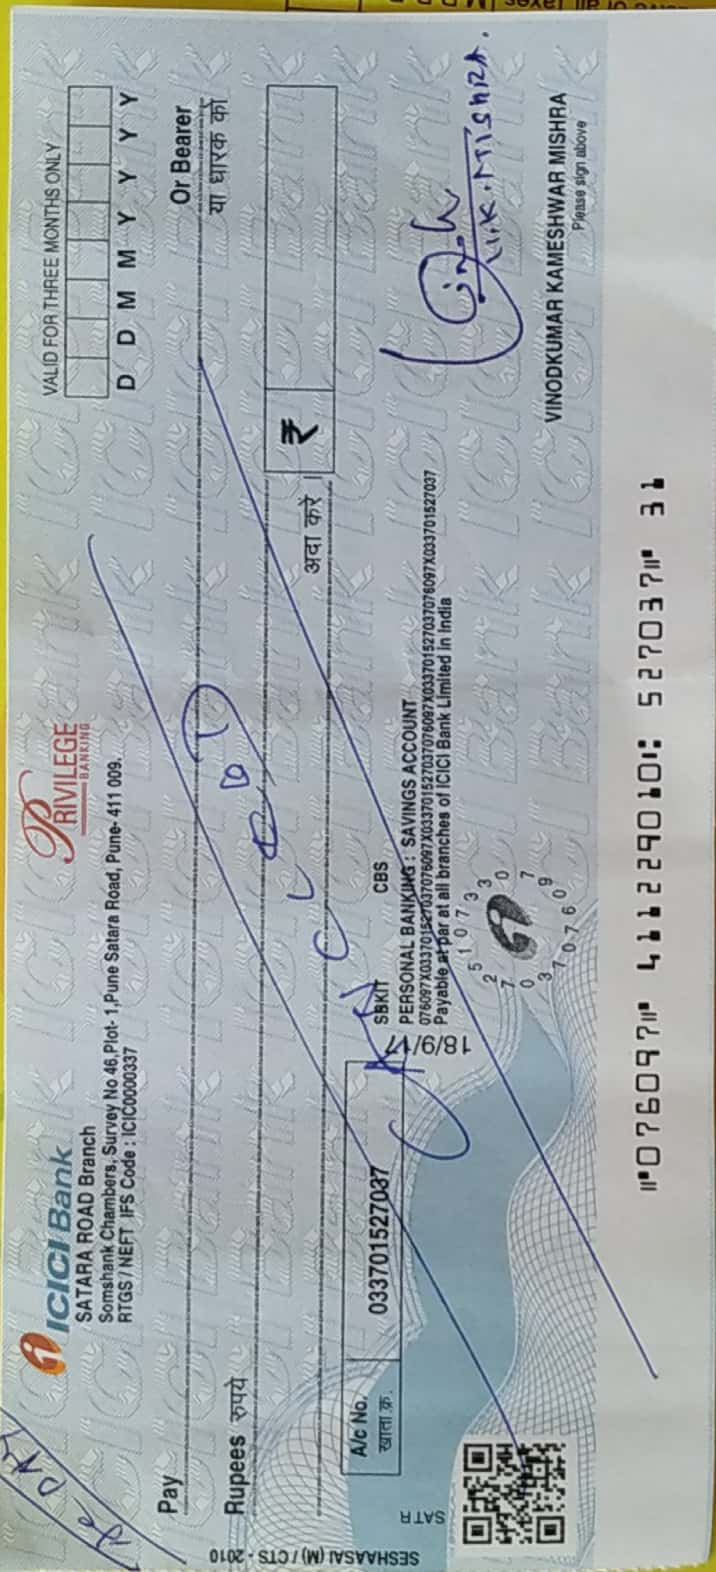 ICICI Bank
PRIVILEGE
BANKING
SATARA ROAD Branch
Somshank Chambers, Survey No 46,Plot- 1,Pune Satara Road, Pune- 411 009.
RTGS / NEFT IFS Code : ICIC0000337
VALID FOR THREE MONTHS ONLY
D D M M Y Y Y Y
Pay
Or Bearer
या धारक को
Rupees रुपये
अदा करे
₹
CANCELLED
A/c No.
खाता क्र.
033701527037
18/9/17
SBKIT CBS
PERSONAL BANKING : SAVINGS ACCOUNT
076097X033701527037076097X033701527037076097X033701527037076097X033701527037
Payable at par at all branches of ICICI Bank Limited in India
V.K.MISHRA.
VINODKUMAR KAMESHWAR MISHRA
Please sign above
SATR
SESHAASAI (M) / CTS - 2010
⑈076097⑈ 411229010⑆ 527037⑈ 31